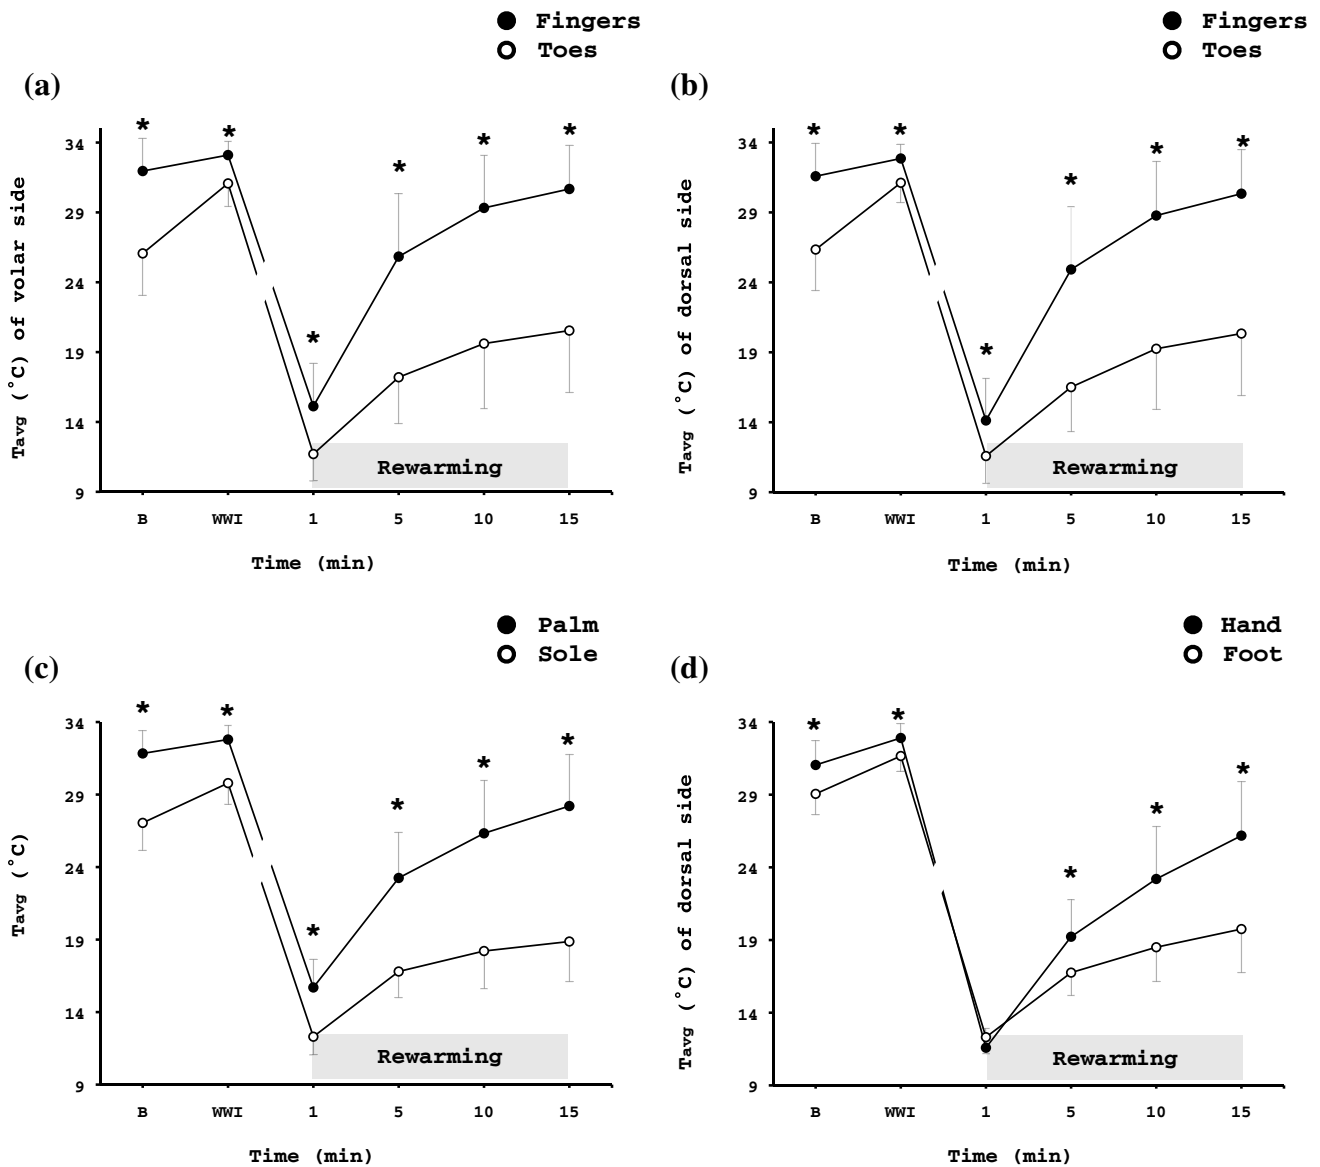 Fingers
Toes
(a)
*
*
*
*
*
*
34
29
24
19
14
9
Tavg (°C) of volar side
Rewarming
B WWI 1 5 10 15
Time (min)
Fingers
Toes
(b)
*
*
*
*
*
*
34
29
24
19
14
9
Tavg (°C) of dorsal side
Rewarming
B WWI 1 5 10 15
Time (min)
Palm
Sole
(c)
*
*
*
*
*
*
34
29
24
19
14
9
Tavg (°C)
Rewarming
B WWI 1 5 10 15
Time (min)
Hand
Foot
(d)
*
*
*
*
*
34
29
24
19
14
9
Tavg (°C) of dorsal side
Rewarming
B WWI 1 5 10 15
Time (min)